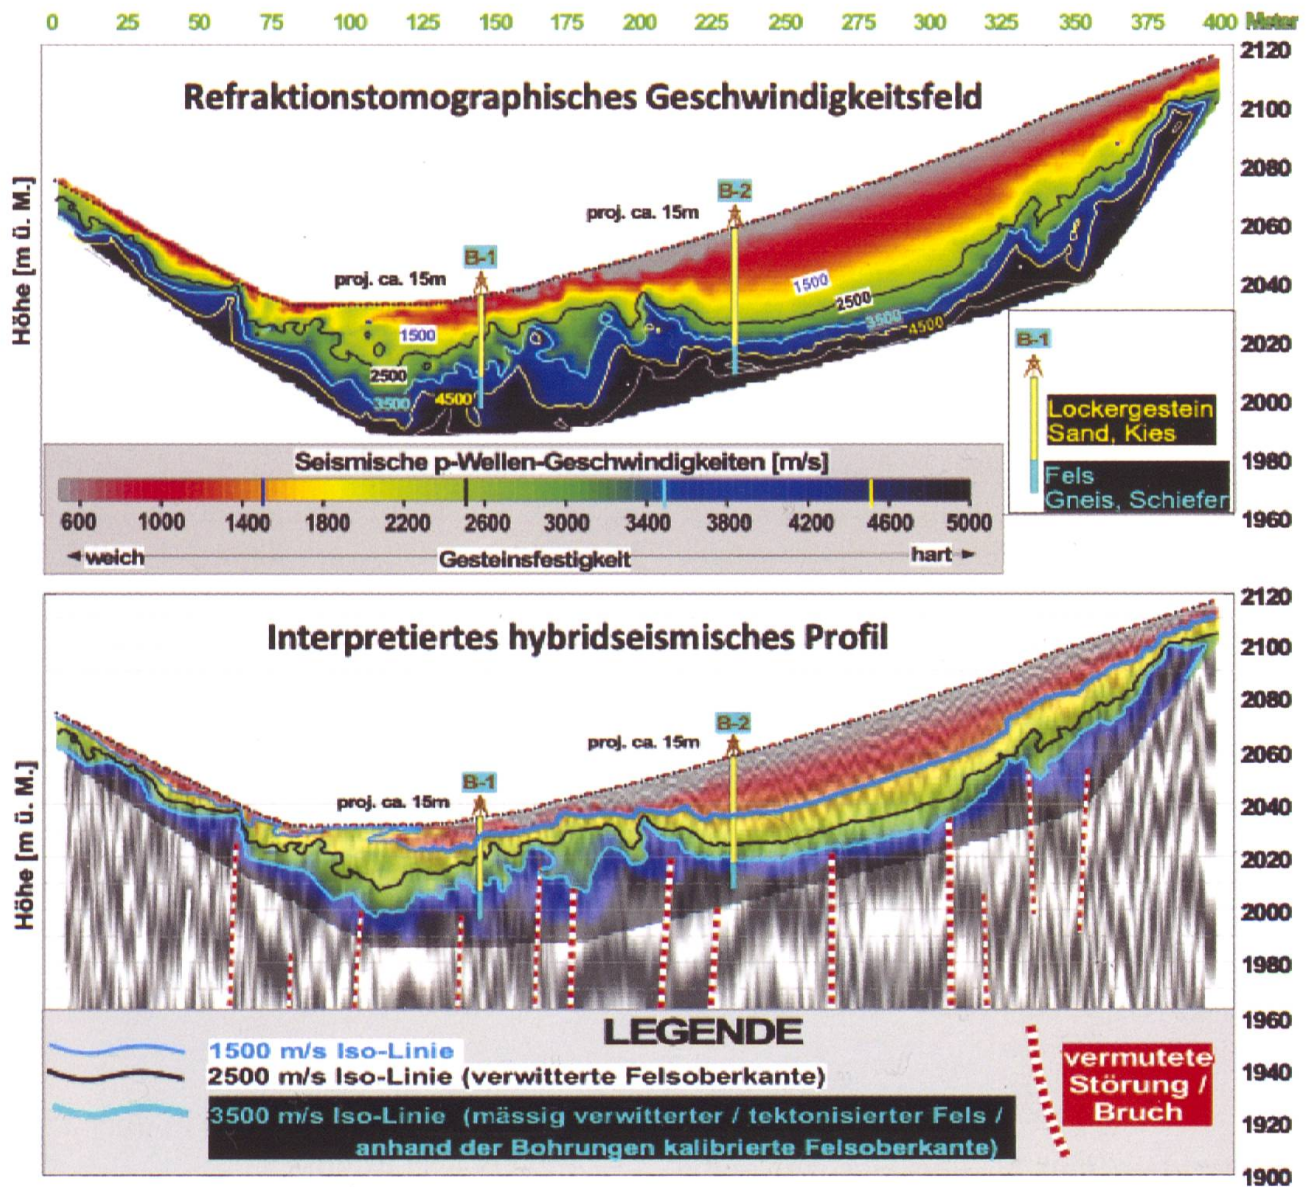 0 25 50 75 100 125 150 175 200 225 250 275 300 325 350 375 400 Meter
2120
Refraktionstomographisches Geschwindigkeitsfeld
2100
2080
B-2
proj. ca. 15m
2060
B-1
proj. ca. 15m
2040
1500
2500
3500
4500
Höhe [m ü. M.]
1500
2500
3500
4500
2020
2000
1980
1960
B-1
Lockergestein
Sand, Kies
Fels
Gneis, Schiefer
Seismische p-Wellen-Geschwindigkeiten [m/s]
600 1000 1400 1800 2200 2600 3000 3400 3800 4200 4600 5000
weich Gesteinsfestigkeit hart
2120
Interpretiertes hybridseismisches Profil
2100
2080
B-2
proj. ca. 15m
2060
B-1
proj. ca. 15m
2040
Höhe [m ü. M.]
2020
2000
1980
1960
1940
1920
1900
LEGENDE
1500 m/s Iso-Linie
2500 m/s Iso-Linie (verwitterte Felsoberkante)
3500 m/s Iso-Linie (mässig verwitterter / tektonisierter Fels /
anhand der Bohrungen kalibrierte Felsoberkante)
vermutete
Störung /
Bruch